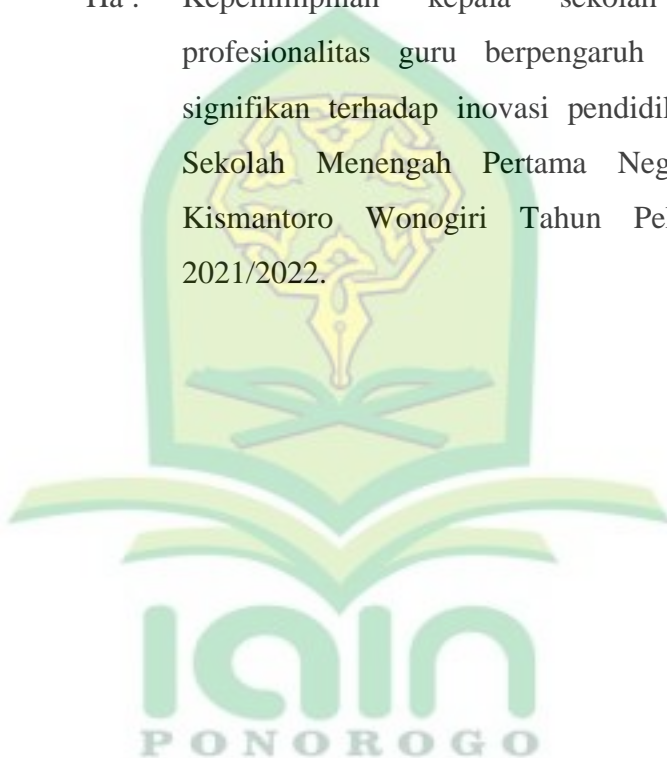 Ha : Kepemimpinan kepala sekolah
profesionalitas guru berpengaruh
signifikan terhadap inovasi
Sekolah Menengah Pertama
Kismantoro Wonogiri Tahun
2021/2022.
iain
PONOROGO